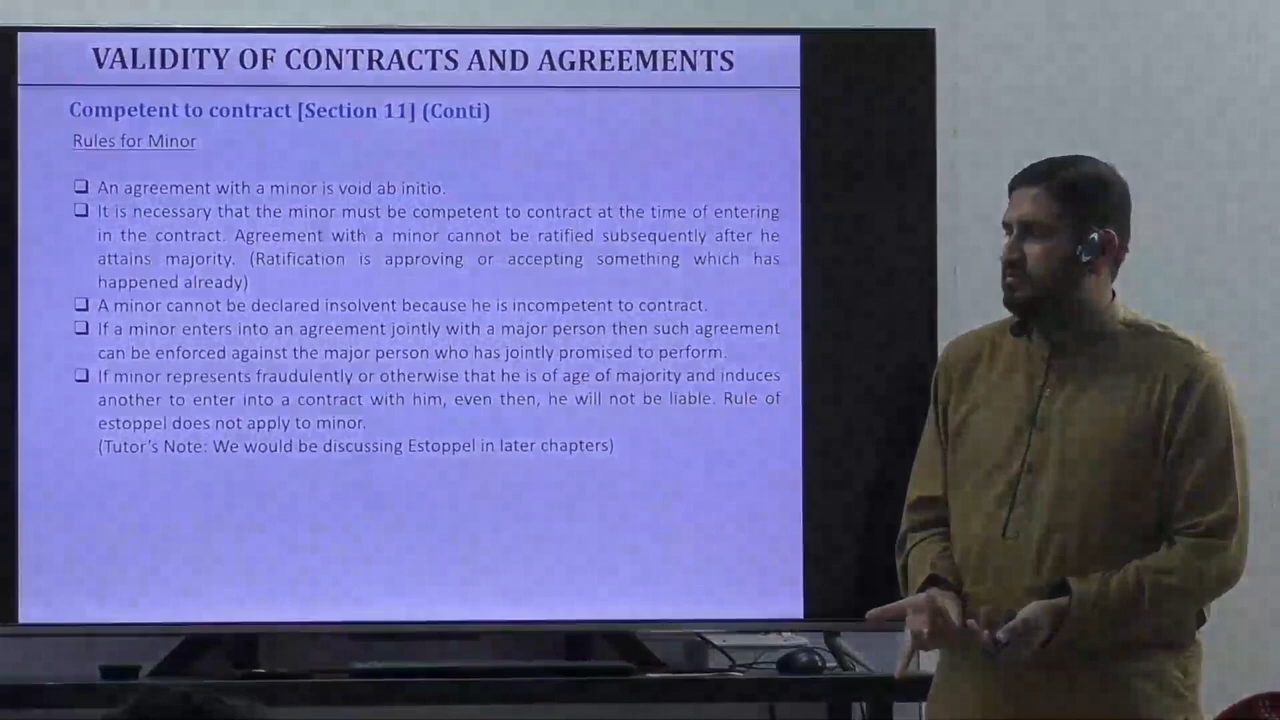 VALIDITY OF CONTRACTS AND AGREEMENTS
Competent to contract [Section 11] (Conti)
Rules for Minor
❑ An agreement with a minor is void ab initio.
❑ It is necessary that the minor must be competent to contract at the time of entering
in the contract. Agreement with a minor cannot be ratified subsequently after he
attains majority. (Ratification is approving or accepting something which has
happened already)
❑ A minor cannot be declared insolvent because he is incompetent to contract.
❑ If a minor enters into an agreement jointly with a major person then such agreement
can be enforced against the major person who has jointly promised to perform.
❑ If minor represents fraudulently or otherwise that he is of age of majority and induces
another to enter into a contract with him, even then, he will not be liable. Rule of
estoppel does not apply to minor.
(Tutor's Note: We would be discussing Estoppel in later chapters)